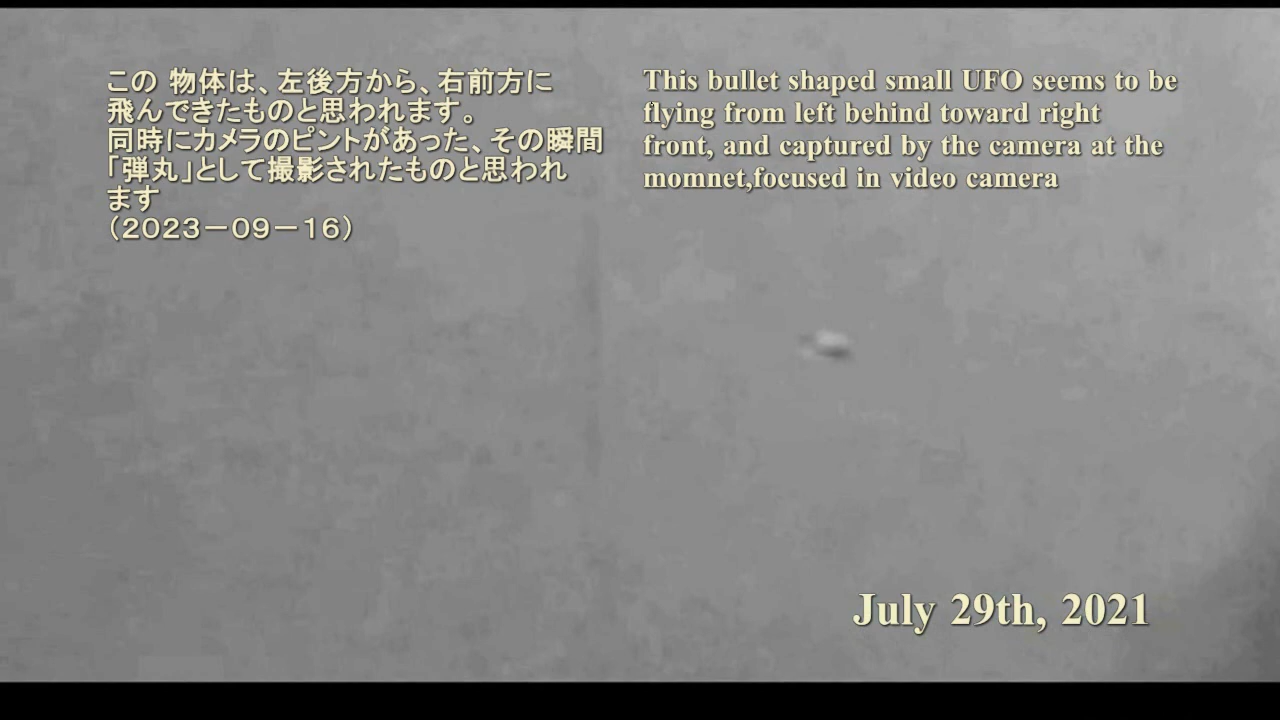 この 物体は、左後方から、右前方に
飛んできたものと思われます。
同時にカメラのピントがあった、その瞬間
「弾丸」として撮影されたものと思われ
ます
（２０２３－０９－１６）
This bullet shaped small UFO seems to be
flying from left behind toward right
front, and captured by the camera at the
momnet,focused in video camera
July 29th, 2021